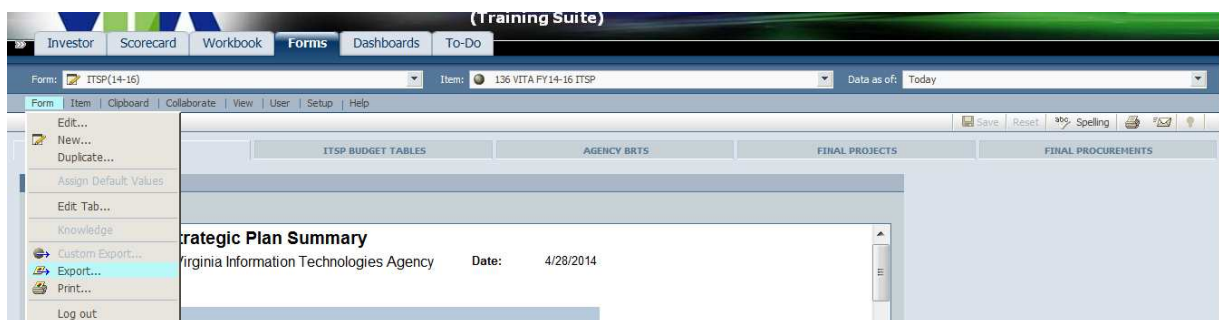 (Training Suite)
Investor Scorecard Workbook Forms Dashboards To-Do
Form: ITSP(14-16) Item: 136 VITA FY14-16 ITSP Data as of: Today
Form | Item | Clipboard | Collaborate | View | User | Setup | Help
Save Reset abc Spelling
Edit...
New...
Duplicate...
Assign Default Values
Edit Tab...
Knowledge
Custom Export...
Export...
Print...
Log out
ITSP BUDGET TABLES AGENCY BRTS FINAL PROJECTS FINAL PROCUREMENTS
rategic Plan Summary
irginia Information Technologies Agency Date: 4/28/2014